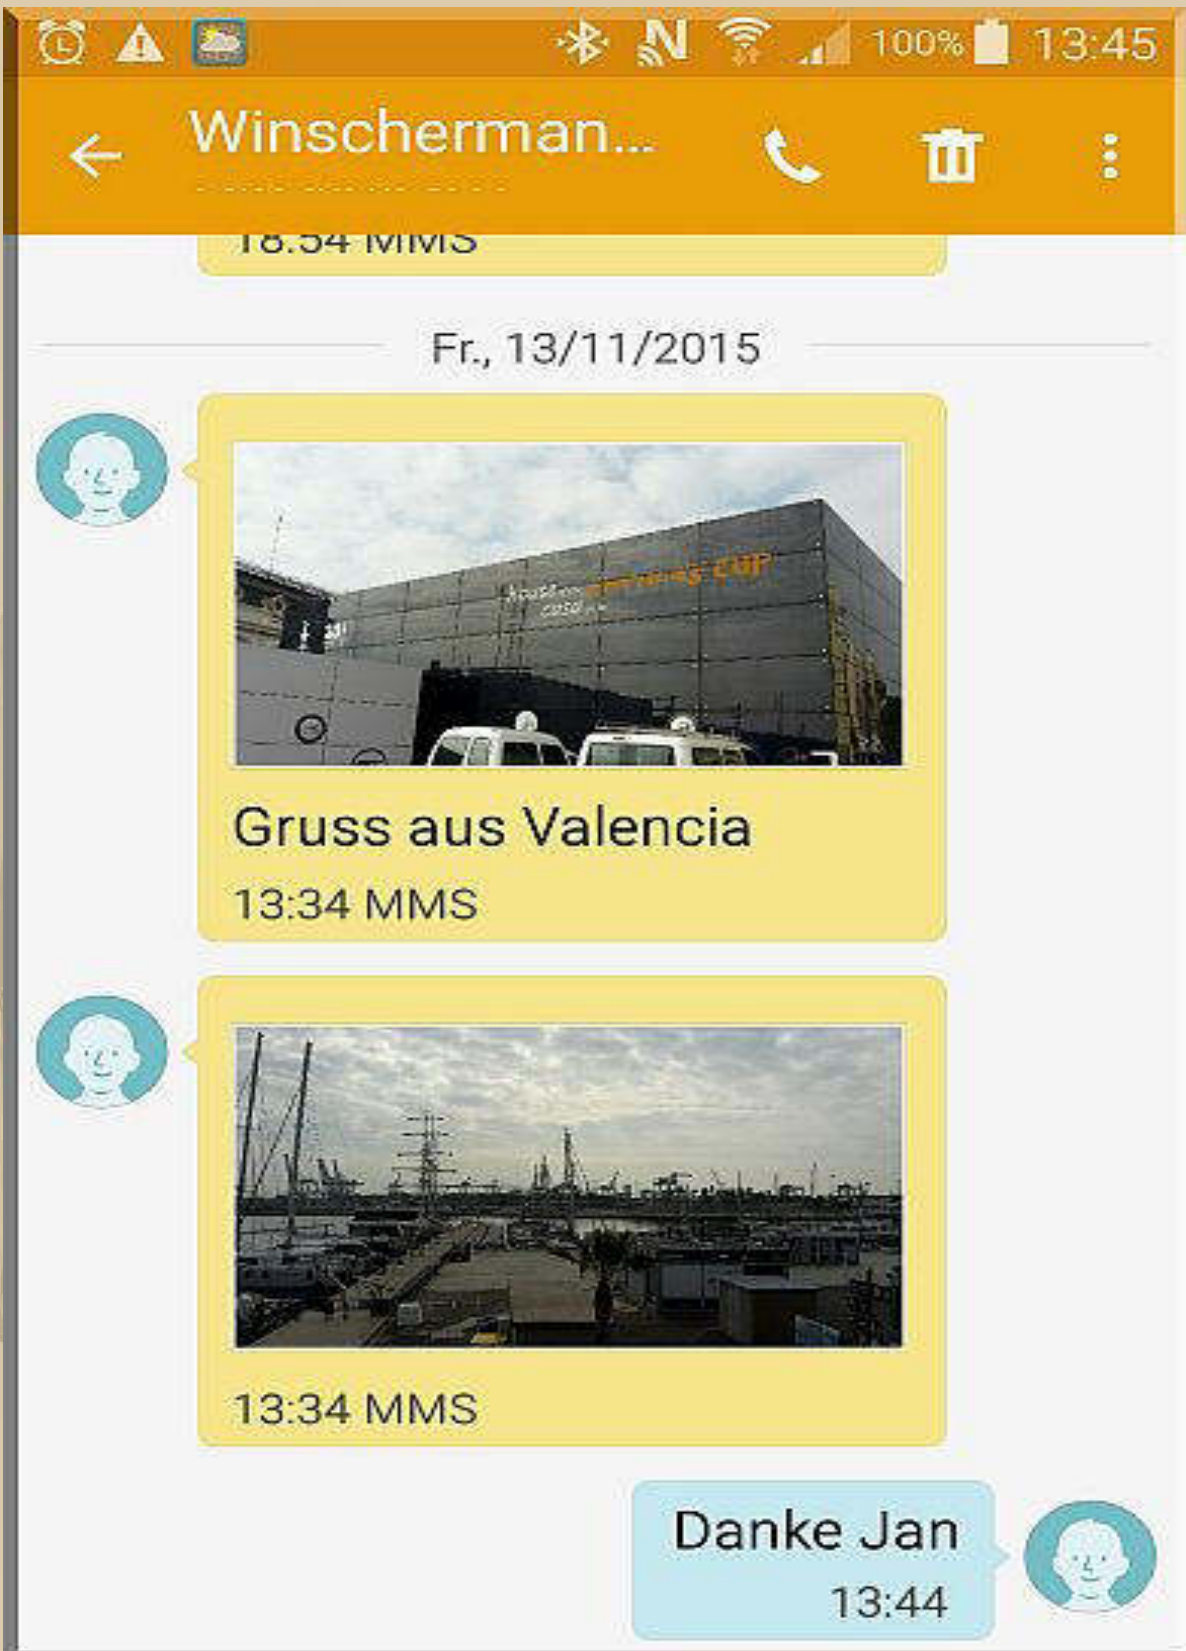 100% 13:45
Winscherman...
18:54 MMS
Fr., 13/11/2015
CUP
Gruss aus Valencia
13:34 MMS
13:34 MMS
Danke Jan
13:44